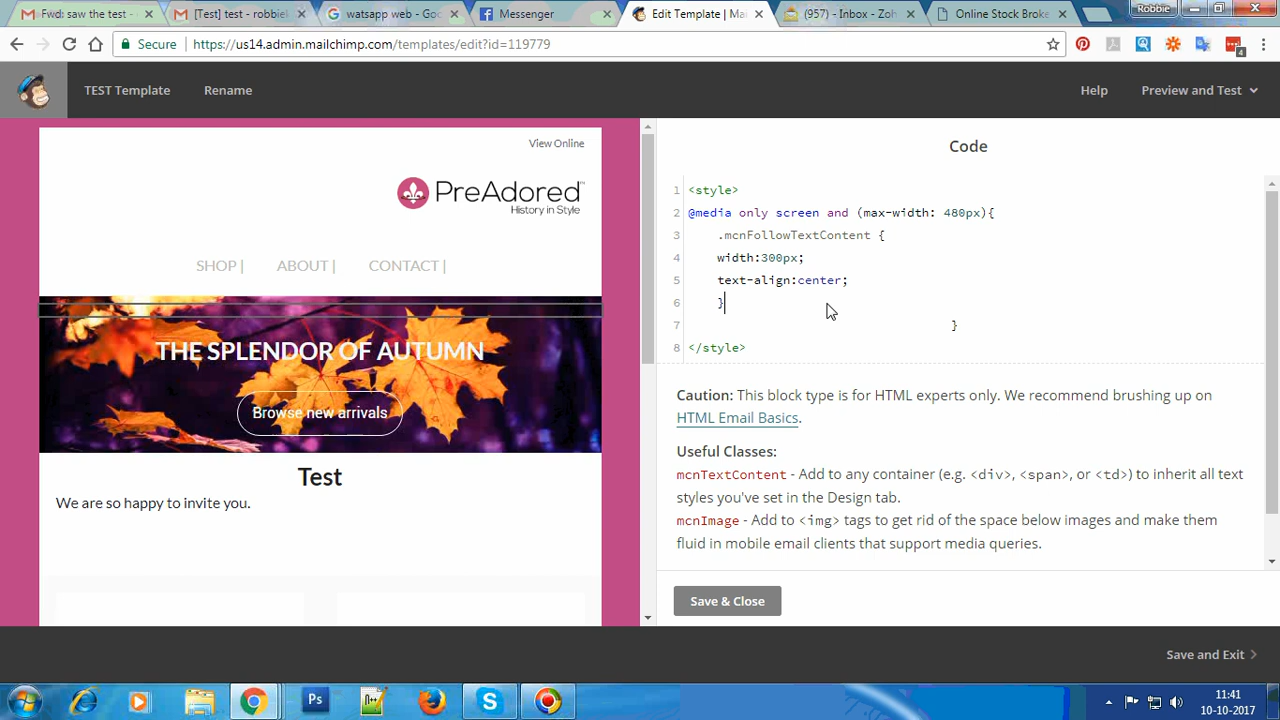 Fwd: saw the test -
[Test] test - robbie
watsapp web - Goo
Messenger
Edit Template | Ma
(957) - Inbox - Zoh
Online Stock Broke
Robbie
Secure
https://us14.admin.mailchimp.com/templates/edit?id=119779
4
TEST Template
Rename
Help
Preview and Test
View Online
PreAdored™
History in Style
SHOP |
ABOUT |
CONTACT |
THE SPLENDOR OF AUTUMN
Browse new arrivals
Test
We are so happy to invite you.
Code
1 <style>
2 @media only screen and (max-width: 480px){
3 .mcnFollowTextContent {
4 width:300px;
5 text-align:center;
6 }
7 }
8 </style>
Caution: This block type is for HTML experts only. We recommend brushing up on
HTML Email Basics.
Useful Classes:
mcnTextContent - Add to any container (e.g. <div>, <span>, or <td>) to inherit all text
styles you've set in the Design tab.
mcnImage - Add to <img> tags to get rid of the space below images and make them
fluid in mobile email clients that support media queries.
Save & Close
Save and Exit
Ps
11:41
10-10-2017